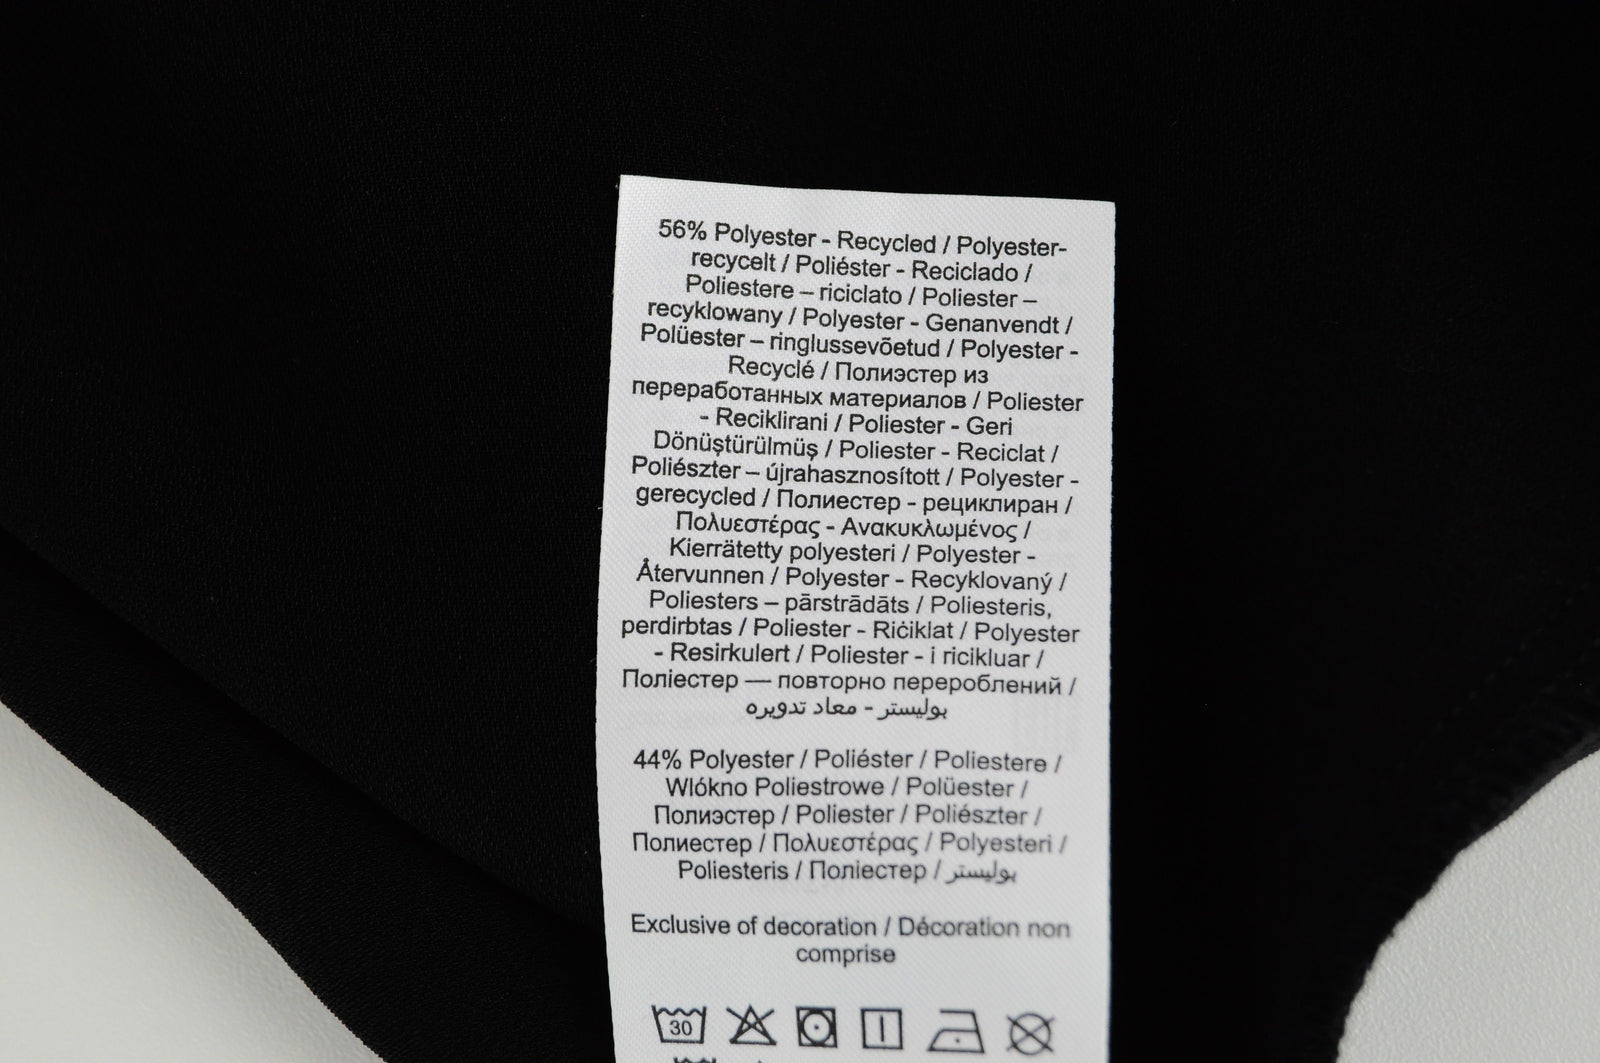 56% Polyester - Recycled / Polyester-
recycelt / Poliéster - Reciclado /
Poliestere – riciclato / Poliester –
recyklowany / Polyester - Genanvendt /
Polüester – ringlussevõetud / Polyester -
Recyclé / Полиэстер из
переработанных материалов / Poliester
- Reciklirani / Poliester - Geri
Dönüştürülmüş / Poliester - Reciclat /
Poliészter – újrahasznosított / Polyester -
gerecycled / Полиестер - рециклиран /
Πολυεστέρας - Ανακυκλωμένος /
Kierrätetty polyesteri / Polyester -
Återvunnen / Polyester - Recyklovaný /
Poliesters – pārstrādāts / Poliesteris,
perdirbtas / Poliester - Riċiklat / Polyester
- Resirkulert / Poliester - i ricikluar /
Поліестер — повторно перероблений /
بوليستر - معاد تدويره
44% Polyester / Poliéster / Poliestere /
Wlókno Poliestrowe / Polüester /
Полиэстер / Poliester / Poliészter /
Полиестер / Πολυεστέρας / Polyesteri /
Poliesteris / Поліестер / بوليستر
Exclusive of decoration / Décoration non
comprise
30